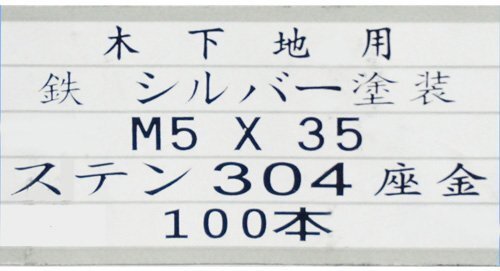 木下地用
鉄 シルバー塗装
M5 X 35
ステン304座金
100本